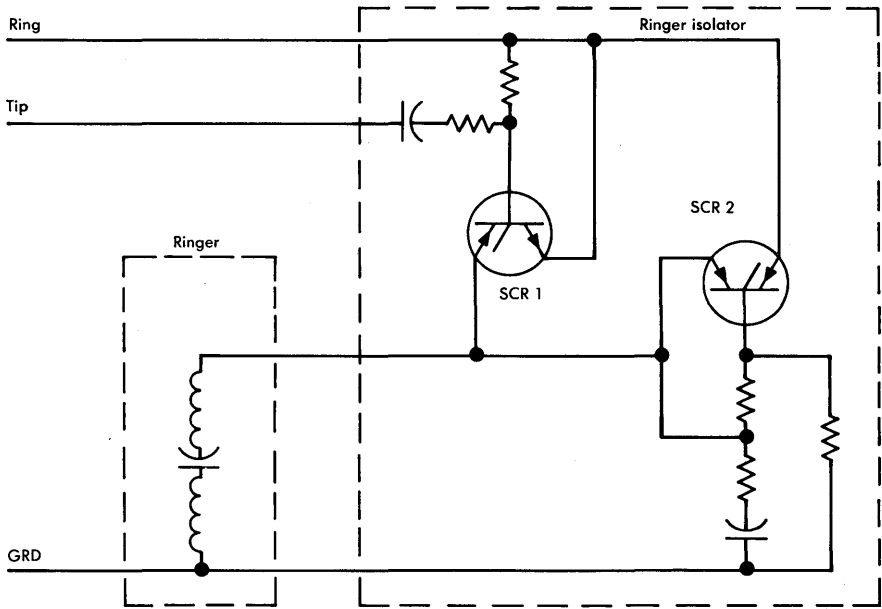 Ring
Ringer isolator
Tip
SCR 2
Ringer
SCR 1
GRD